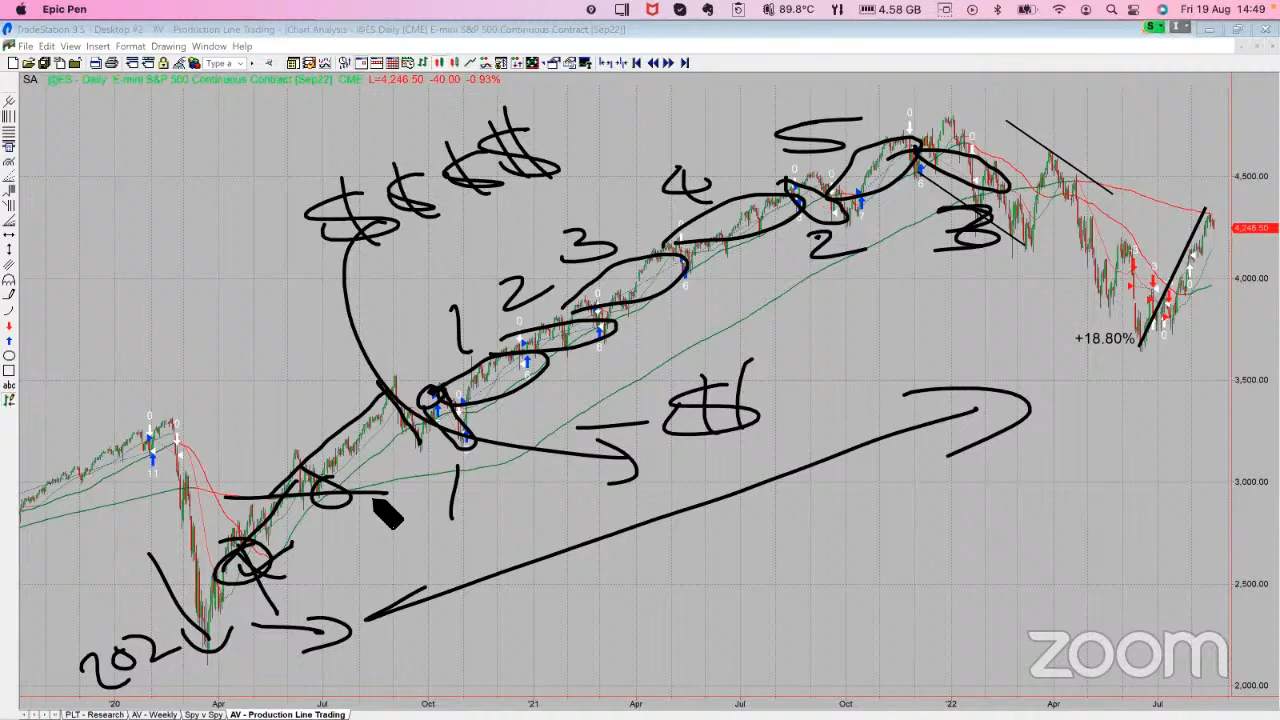 Epic Pen
89.8°C
4.58 GB
Fri 19 Aug 14:49
TradeStation 9.5 - Desktop #2 - AV - Production Line Trading - [Chart Analysis - @ES Daily [CME] E-mini S&P 500 Continuous Contract [Sep22]]
File Edit View Insert Format Drawing Window Help
Type a
SA @ES - Daily E-mini S&P 500 Continuous Contract [Sep22] CME L=4,246.50 -40.00 -0.93%
$ $ $ $
5
4
3
2
1
2
3
$$
1
202
+18.80%
4,500.00
4,246.50
4,000.00
3,500.00
3,000.00
2,500.00
2,000.00
zoom
'20 Apr Jul Oct '21 Apr Jul Oct '22 Apr Jul
PLT - Research AV - Weekly Spy v Spy AV - Production Line Trading